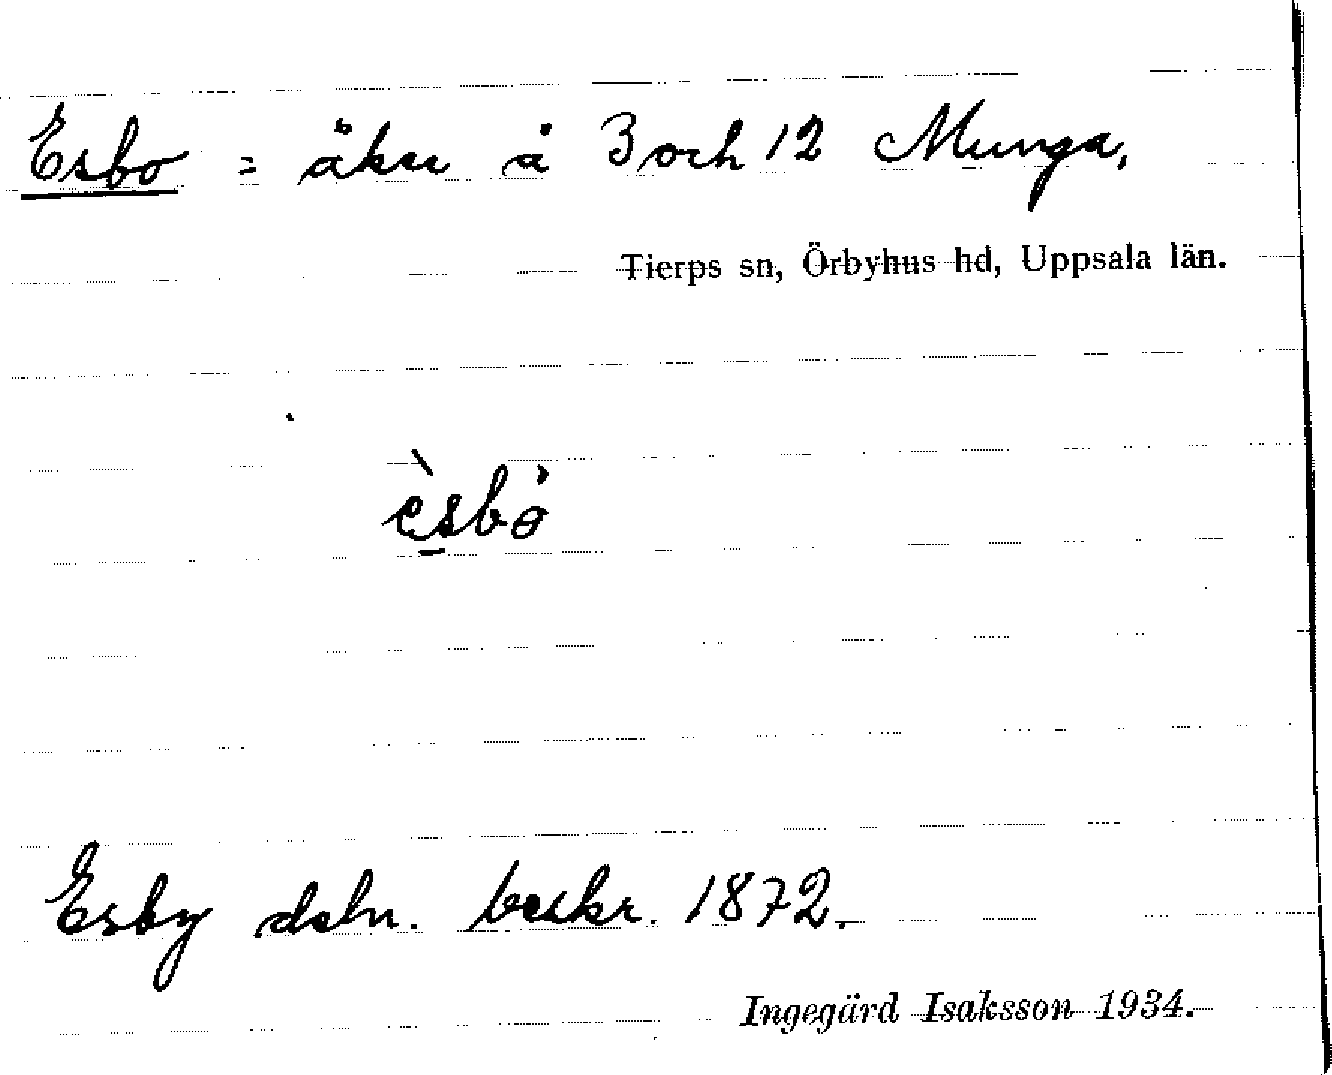 Esbo = åker å 3 och 12 Munga,
Tierps sn, Örbyhus hd, Uppsala län.
èsbò
Esby dsln. beskr. 1872.
Ingegärd Isaksson 1934.